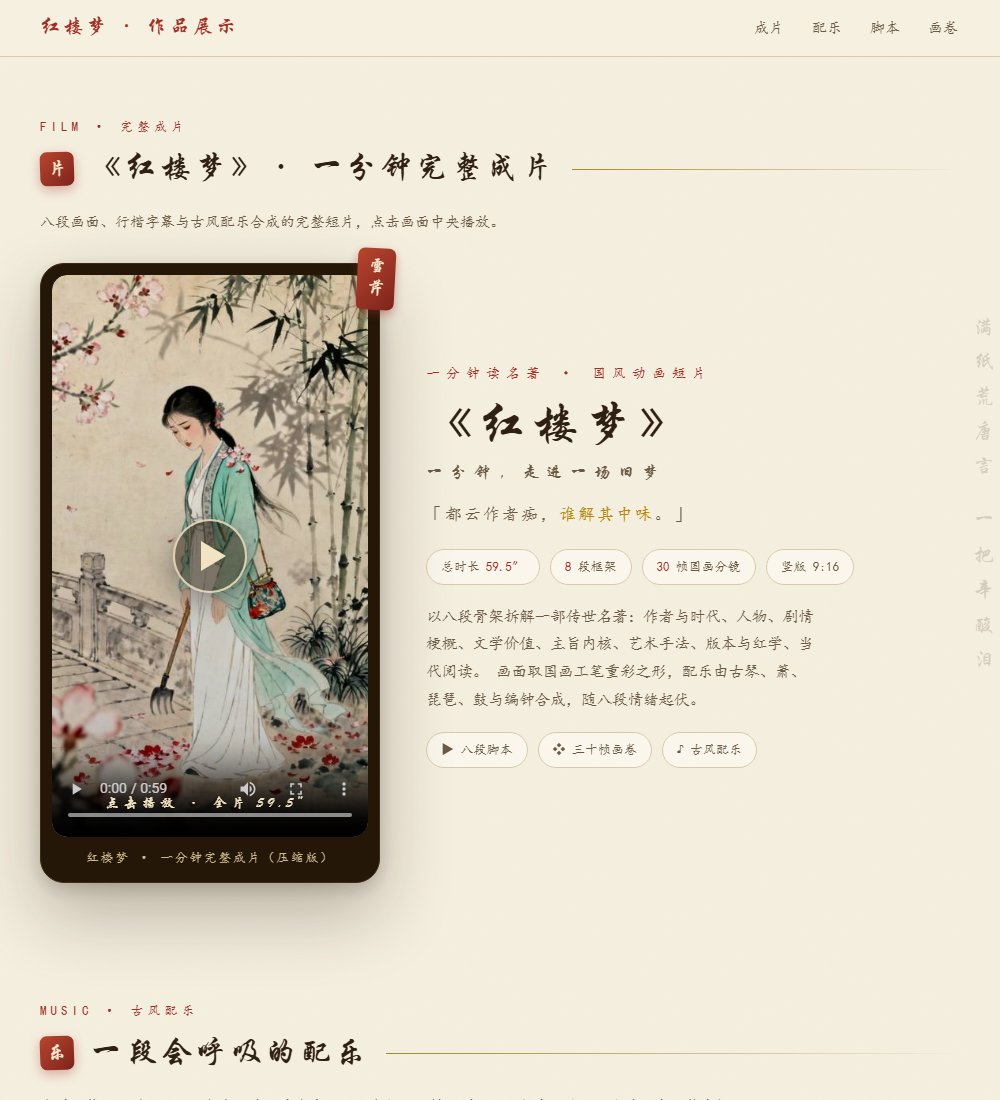 红楼梦 · 作品展示
成片 配乐 脚本 画卷
FILM • 完整成片
片 《红楼梦》 · 一分钟完整成片
八段画面、行楷字幕与古风配乐合成的完整短片，点击画面中央播放。
雪芹
0:00 / 0:59
点击播放 · 全片 59.5″
红楼梦 • 一分钟完整成片（压缩版）
一分钟读名著 • 国风动画短片
《红楼梦》
一分钟，走进一场旧梦
「都云作者痴，谁解其中味。」
总时长 59.5″ 8 段框架 30 帧国画分镜 竖版 9:16
以八段骨架拆解一部传世名著：作者与时代、人物、剧情
梗概、文学价值、主旨内核、艺术手法、版本与红学、当
代阅读。 画面取国画工笔重彩之形，配乐由古琴、箫、
琵琶、鼓与编钟合成，随八段情绪起伏。
▶ 八段脚本 ❖ 三十帧画卷 ♪ 古风配乐
满纸荒唐言 一把辛酸泪
MUSIC • 古风配乐
乐 一段会呼吸的配乐